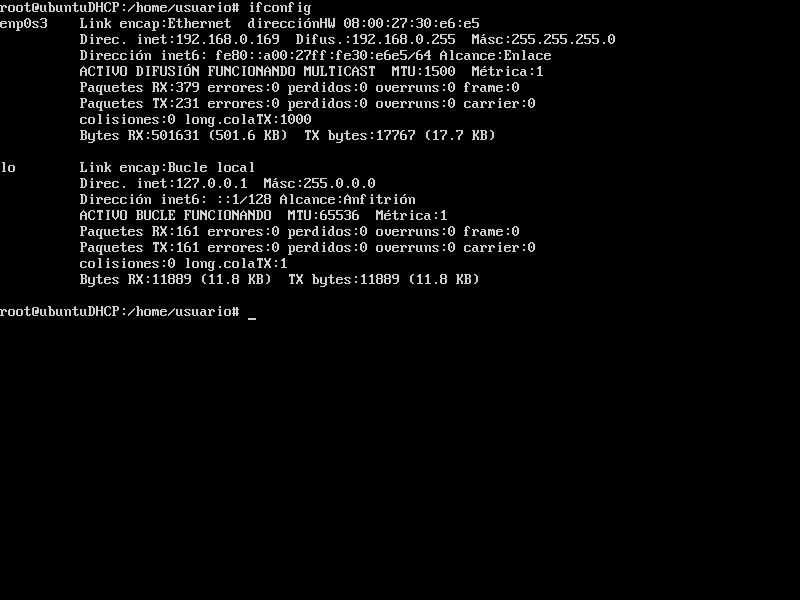 root@ubuntuDHCP:/home/usuario# ifconfig
enp0s3    Link encap:Ethernet  direcciónHW 08:00:27:30:e6:e5
          Direc. inet:192.168.0.169  Difus.:192.168.0.255  Másc:255.255.255.0
          Dirección inet6: fe80::a00:27ff:fe30:e6e5/64 Alcance:Enlace
          ACTIVO DIFUSIÓN FUNCIONANDO MULTICAST  MTU:1500  Métrica:1
          Paquetes RX:379 errores:0 perdidos:0 overruns:0 frame:0
          Paquetes TX:231 errores:0 perdidos:0 overruns:0 carrier:0
          colisiones:0 long.colaTX:1000
          Bytes RX:501631 (501.6 KB)  TX bytes:17767 (17.7 KB)

lo        Link encap:Bucle local
          Direc. inet:127.0.0.1  Másc:255.0.0.0
          Dirección inet6: ::1/128 Alcance:Anfitrión
          ACTIVO BUCLE FUNCIONANDO  MTU:65536  Métrica:1
          Paquetes RX:161 errores:0 perdidos:0 overruns:0 frame:0
          Paquetes TX:161 errores:0 perdidos:0 overruns:0 carrier:0
          colisiones:0 long.colaTX:1
          Bytes RX:11889 (11.8 KB)  TX bytes:11889 (11.8 KB)

root@ubuntuDHCP:/home/usuario# _